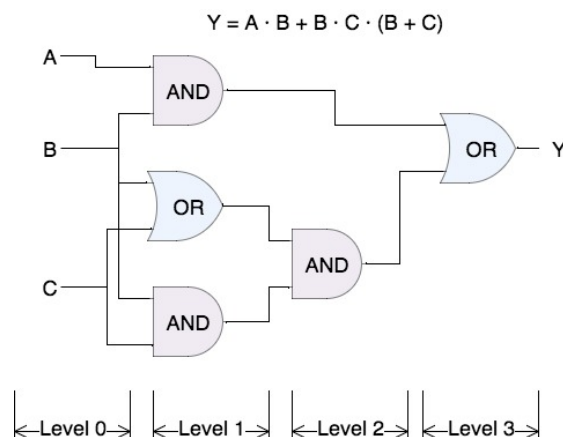 Y = A · B + B · C · (B + C)
A
AND
B
OR
Y
OR
AND
C
AND
Level 0 Level 1 Level 2 Level 3